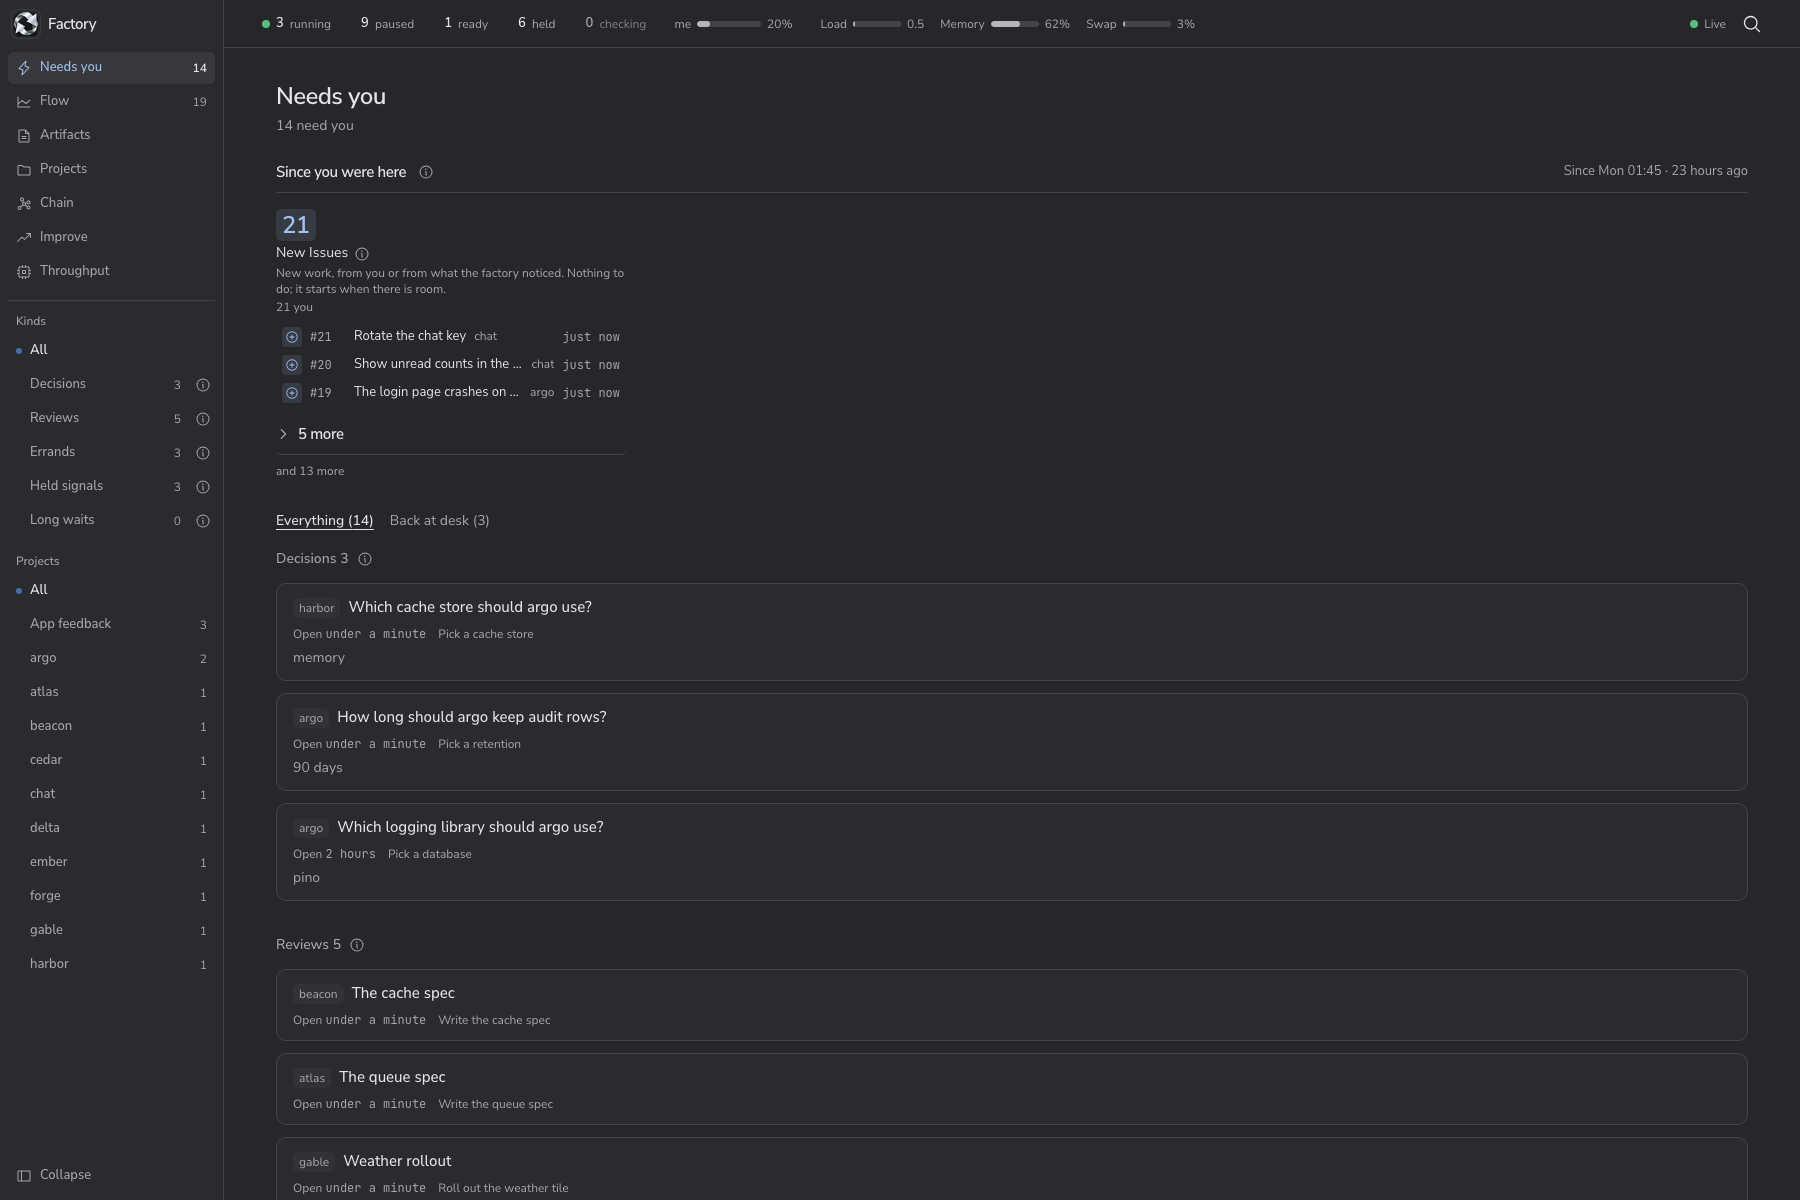 Factory
3 running
9 paused
1 ready
6 held
0 checking
me 20%
Load 0.5
Memory 62%
Swap 3%
Live
Needs you 14
Flow 19
Artifacts
Projects
Chain
Improve
Throughput
Kinds
All
Decisions 3
Reviews 5
Errands 3
Held signals 3
Long waits 0
Projects
All
App feedback 3
argo 2
atlas 1
beacon 1
cedar 1
chat 1
delta 1
ember 1
forge 1
gable 1
harbor 1
Collapse
Needs you
14 need you
Since you were here
Since Mon 01:45 · 23 hours ago
21
New Issues
New work, from you or from what the factory noticed. Nothing to
do; it starts when there is room.
21 you
#21 Rotate the chat key chat just now
#20 Show unread counts in the ... chat just now
#19 The login page crashes on ... argo just now
5 more
and 13 more
Everything (14) Back at desk (3)
Decisions 3
harbor Which cache store should argo use?
Open under a minute Pick a cache store
memory
argo How long should argo keep audit rows?
Open under a minute Pick a retention
90 days
argo Which logging library should argo use?
Open 2 hours Pick a database
pino
Reviews 5
beacon The cache spec
Open under a minute Write the cache spec
atlas The queue spec
Open under a minute Write the queue spec
gable Weather rollout
Open under a minute Roll out the weather tile